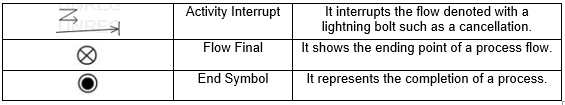 Activity Interrupt
It interrupts the flow denoted with a
lightning bolt such as a cancellation.
Flow Final
It shows the ending point of a process flow.
End Symbol
It represents the completion of a process.